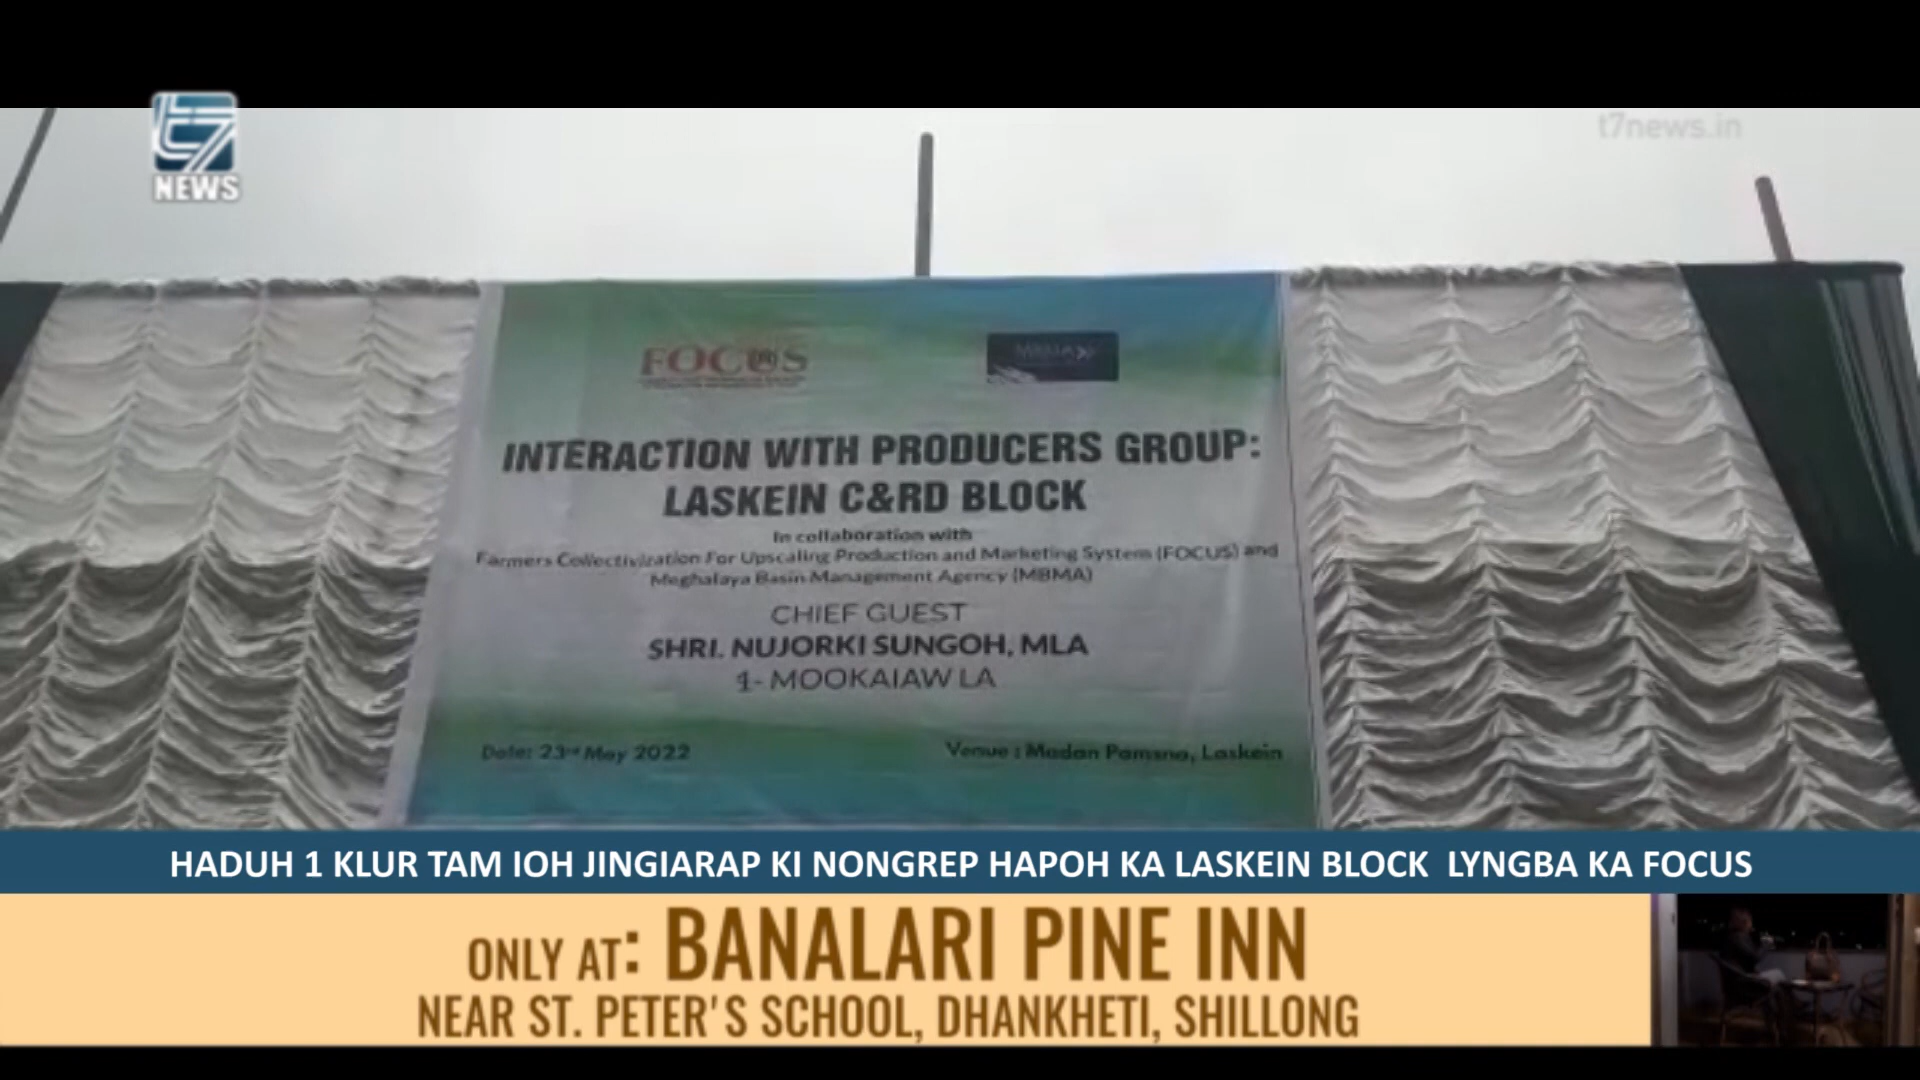 t7 NEWS
t7news.in
FOCUS
INTERACTION WITH PRODUCERS GROUP:
LASKEIN C&RD BLOCK
In collaboration with
Farmers Collectivization For Upscaling Production and Marketing System (FOCUS) and
Meghalaya Basin Management Agency (MBMA)
CHIEF GUEST
SHRI. NUJORKI SUNGOH, MLA
1- MOOKAIAW LA
Date: 23rd May 2022
Venue : Madan Pamsna, Laskein
HADUH 1 KLUR TAM IOH JINGIARAP KI NONGREP HAPOH KA LASKEIN BLOCK LYNGBA KA FOCUS
ONLY AT: BANALARI PINE INN
NEAR ST. PETER'S SCHOOL, DHANKHETI, SHILLONG